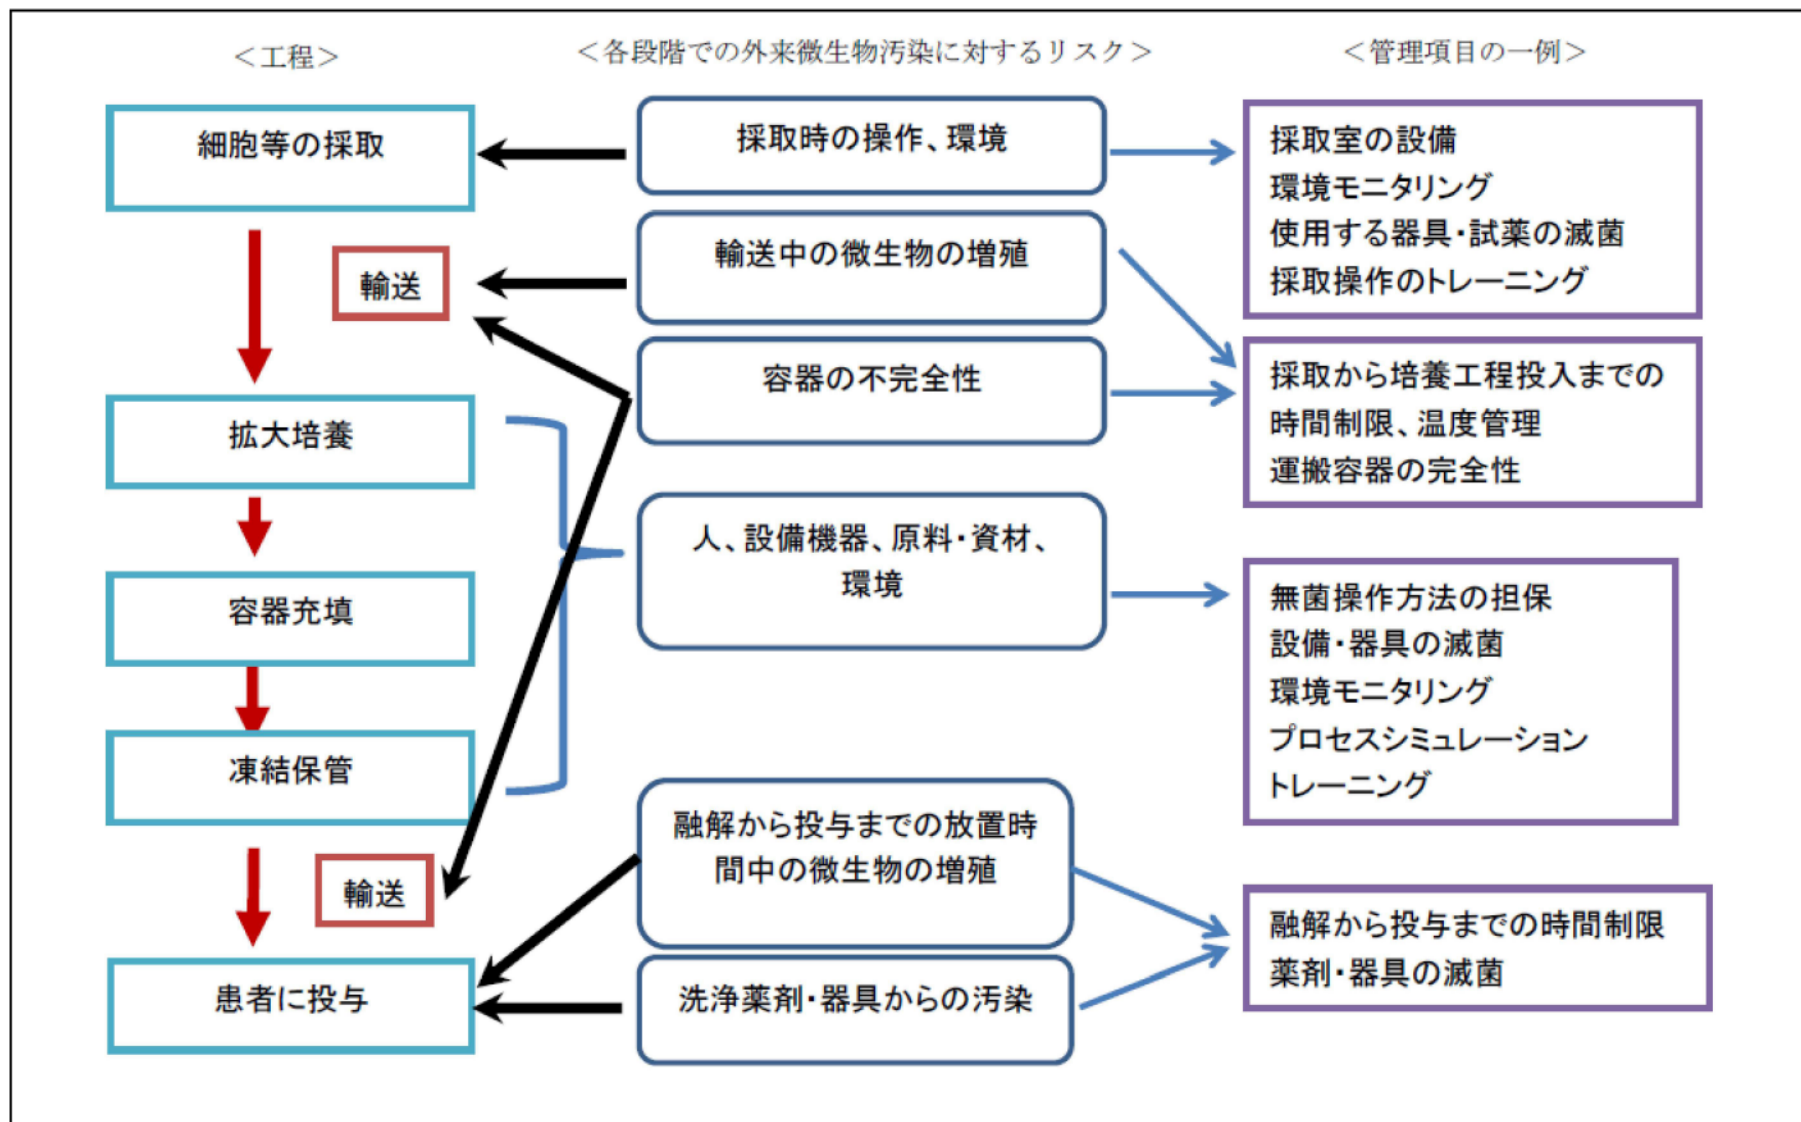 ＜工程＞
＜各段階での外来微生物汚染に対するリスク＞
＜管理項目の一例＞
細胞等の採取
輸送
拡大培養
容器充填
凍結保管
輸送
患者に投与
採取時の操作、環境
輸送中の微生物の増殖
容器の不完全性
人、設備機器、原料・資材、
環境
融解から投与までの放置時
間中の微生物の増殖
洗浄薬剤・器具からの汚染
採取室の設備
環境モニタリング
使用する器具・試薬の滅菌
採取操作のトレーニング
採取から培養工程投入までの
時間制限、温度管理
運搬容器の完全性
無菌操作方法の担保
設備・器具の滅菌
環境モニタリング
プロセスシミュレーション
トレーニング
融解から投与までの時間制限
薬剤・器具の滅菌